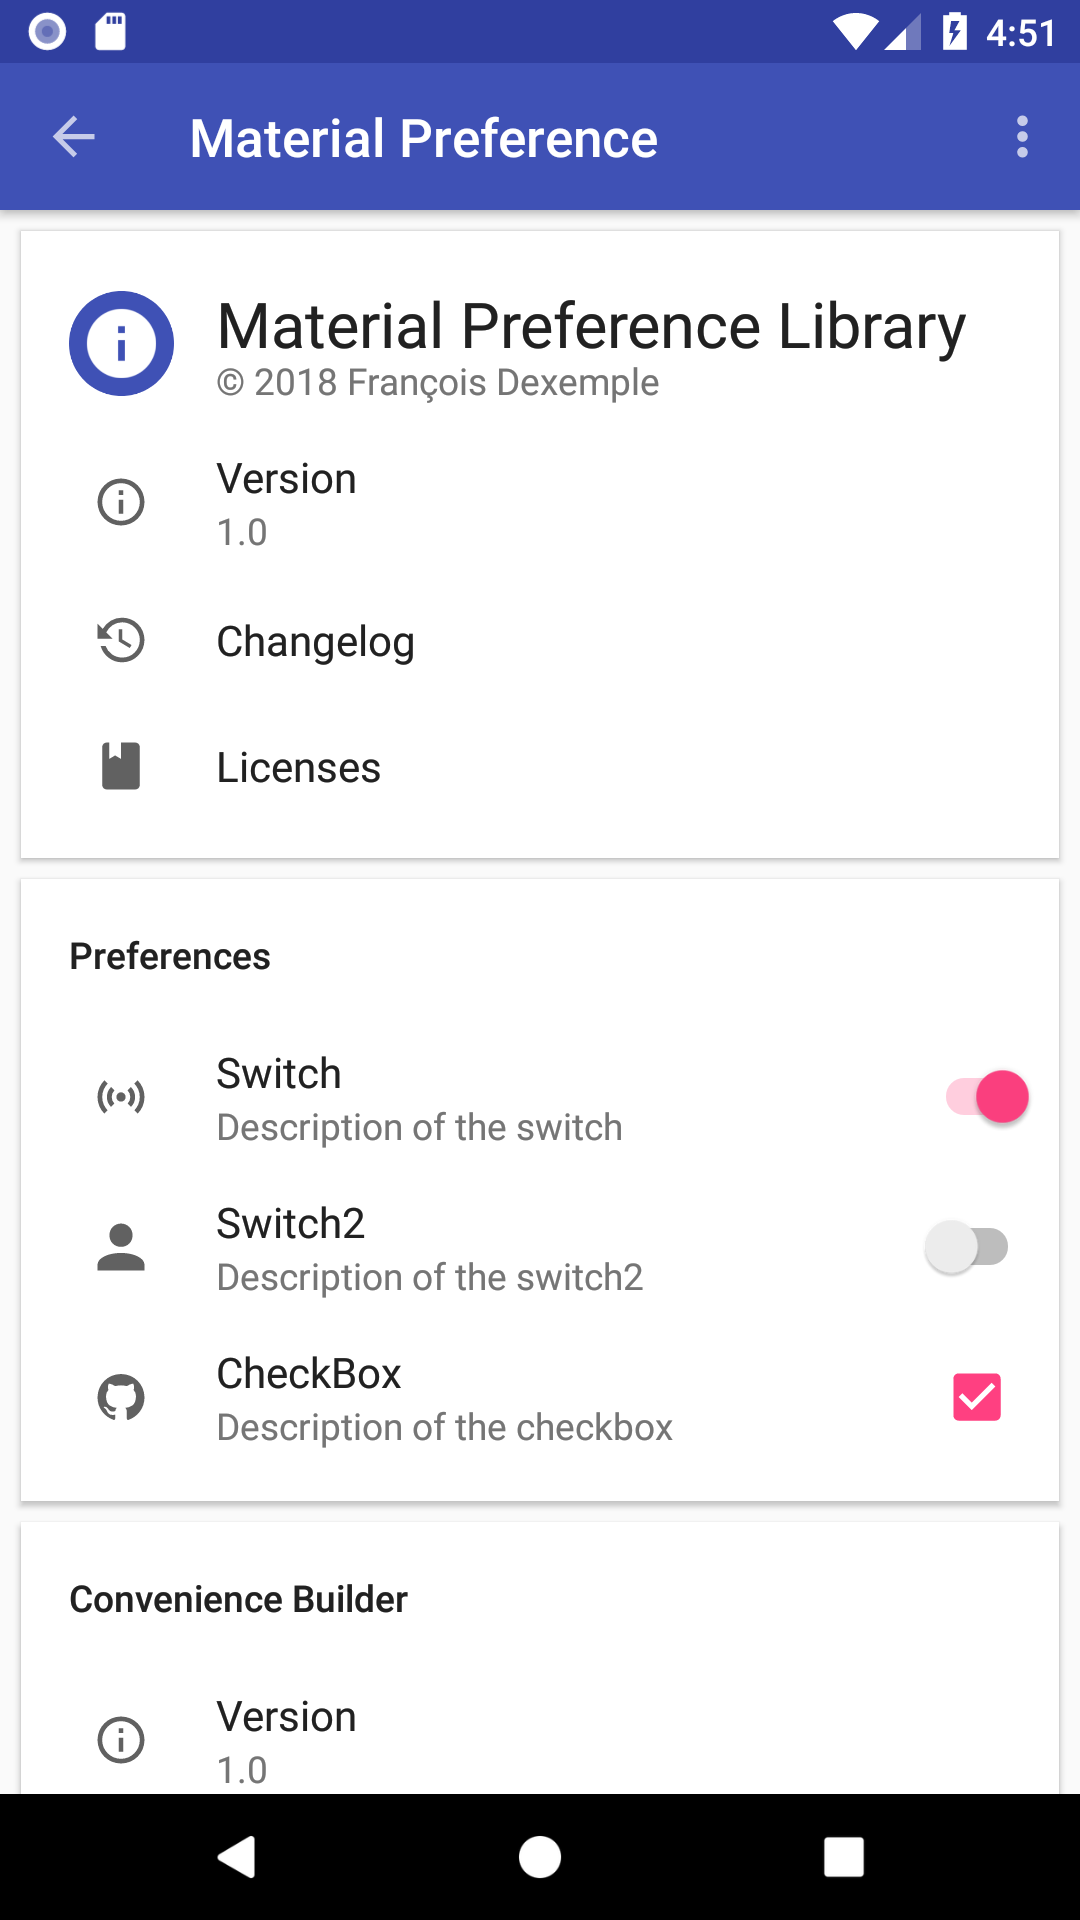 4:51
Material Preference
Material Preference Library
© 2018 François Dexemple
Version
1.0
Changelog
Licenses
Preferences
Switch
Description of the switch
Switch2
Description of the switch2
CheckBox
Description of the checkbox
Convenience Builder
Version
1.0